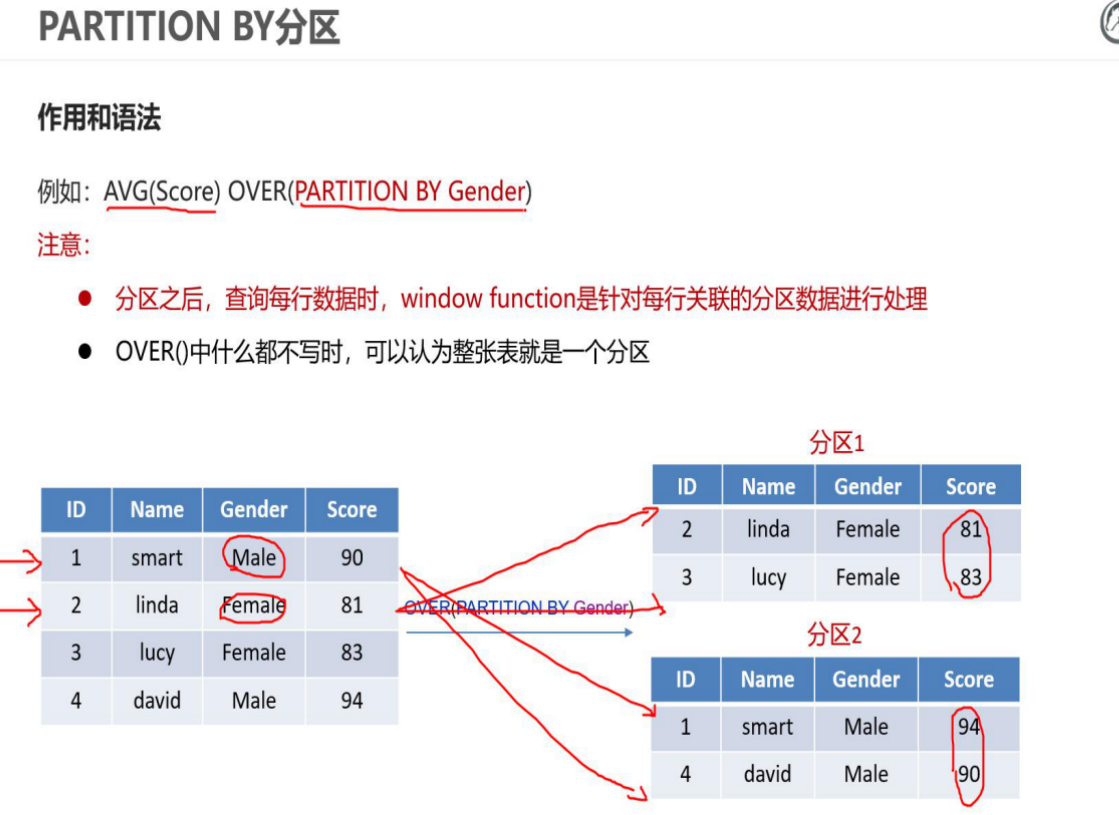 PARTITION BY分区
作用和语法
例如：AVG(Score) OVER(PARTITION BY Gender)
注意：
分区之后，查询每行数据时，window function是针对每行关联的分区数据进行处理
OVER()中什么都不写时，可以认为整张表就是一个分区
ID Name Gender Score
1 smart Male 90
2 linda Female 81
3 lucy Female 83
4 david Male 94
OVER(PARTITION BY Gender)
分区1
ID Name Gender Score
2 linda Female 81
3 lucy Female 83
分区2
ID Name Gender Score
1 smart Male 94
4 david Male 90